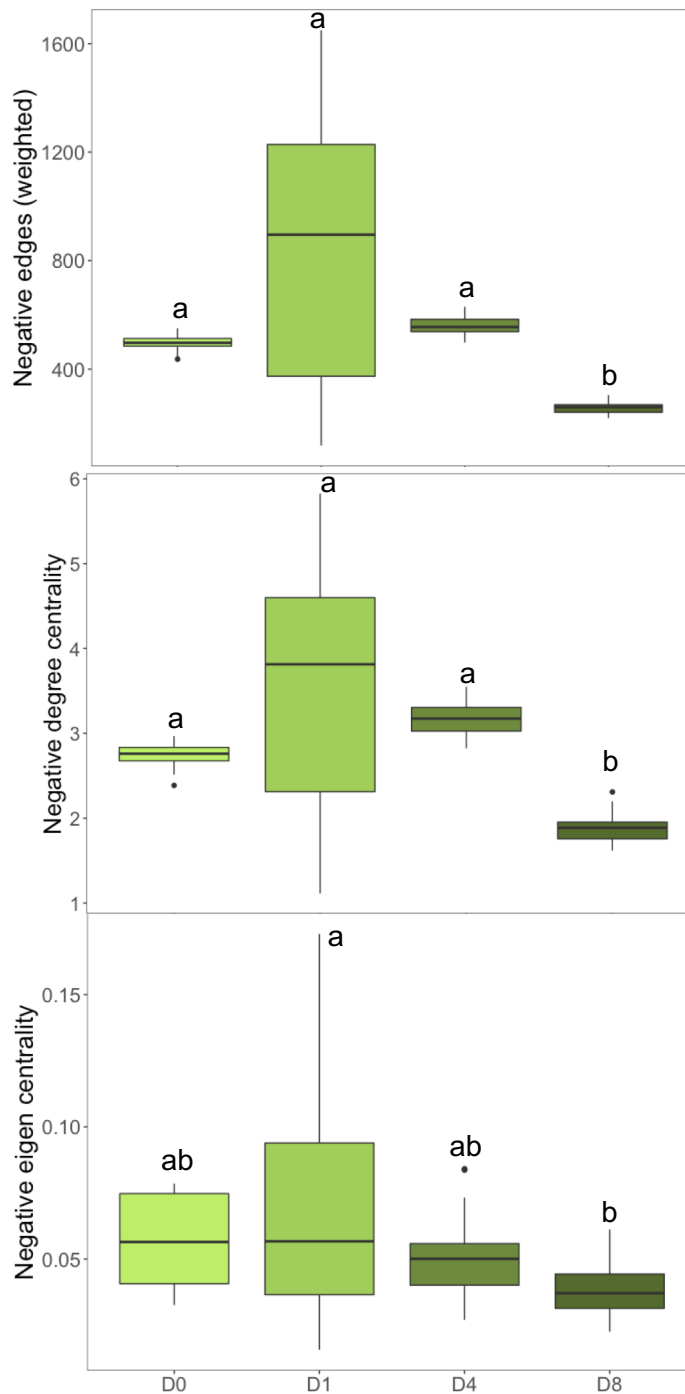 Negative edges (weighted)
1600
1200
800
400
a
a
a
b
Negative degree centrality
6
5
4
3
2
1
a
a
a
b
Negative eigen centrality
0.15
0.10
0.05
ab
a
ab
b
D0 D1 D4 D8